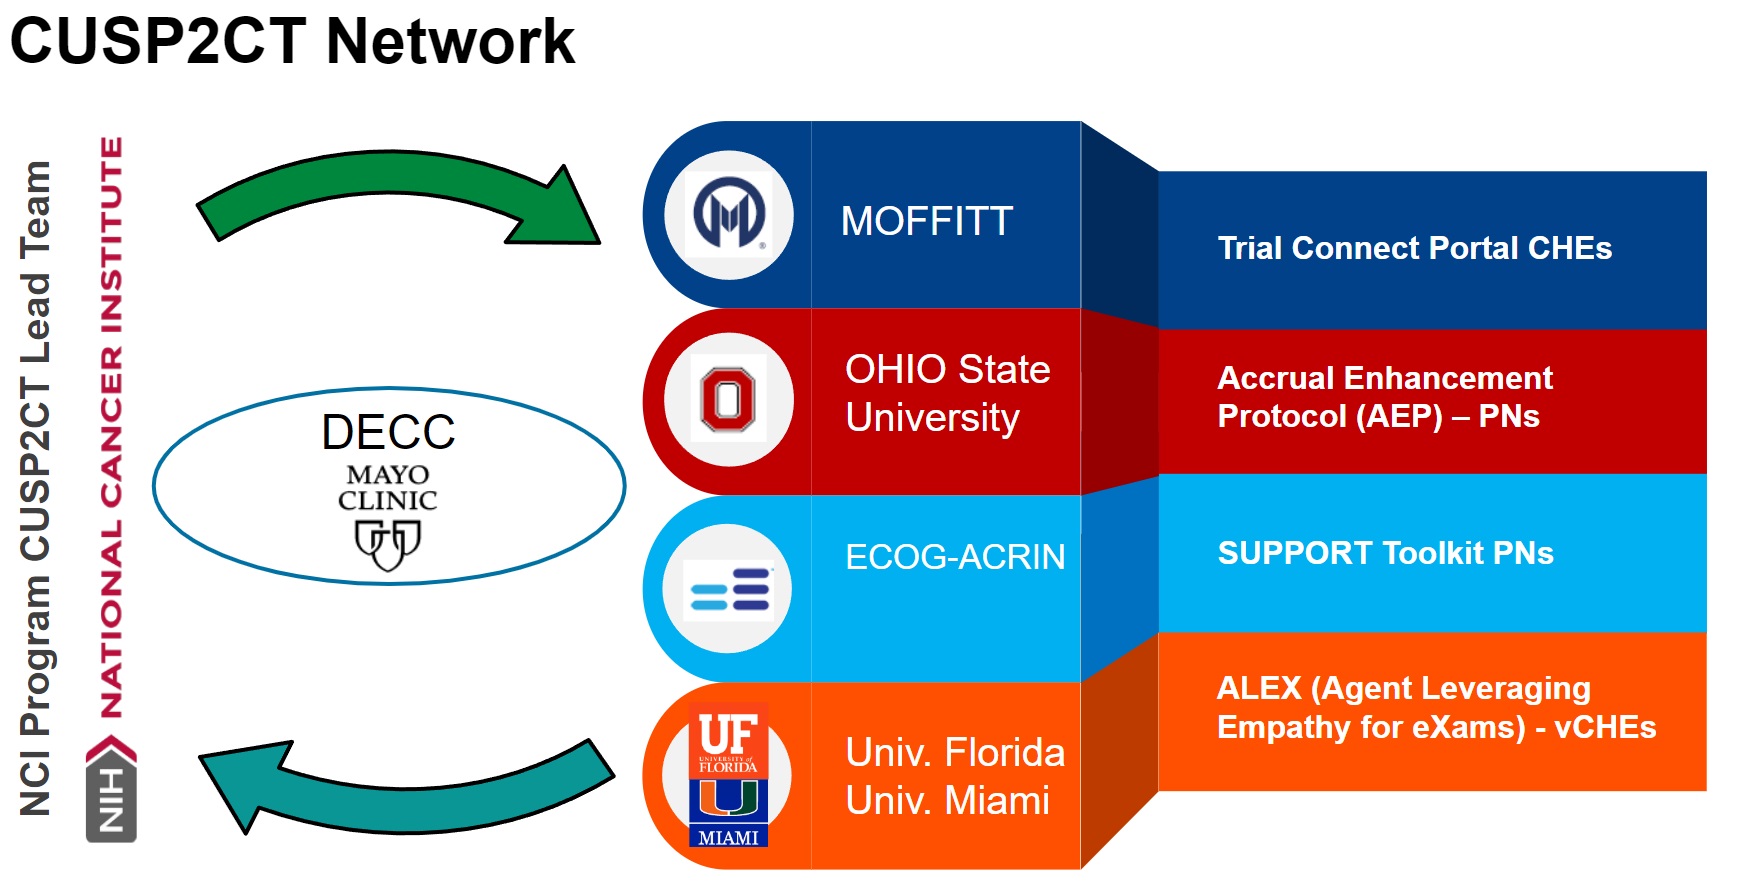 CUSP2CT Network
NCI Program CUSP2CT Lead Team
NATIONAL CANCER INSTITUTE
NIH
DECC
MAYO
CLINIC
MOFFITT
Trial Connect Portal CHEs
OHIO State
University
Accrual Enhancement
Protocol (AEP) – PNs
ECOG-ACRIN
SUPPORT Toolkit PNs
UF
UNIVERSITY of
FLORIDA
U
MIAMI
Univ. Florida
Univ. Miami
ALEX (Agent Leveraging
Empathy for eXams) - vCHEs